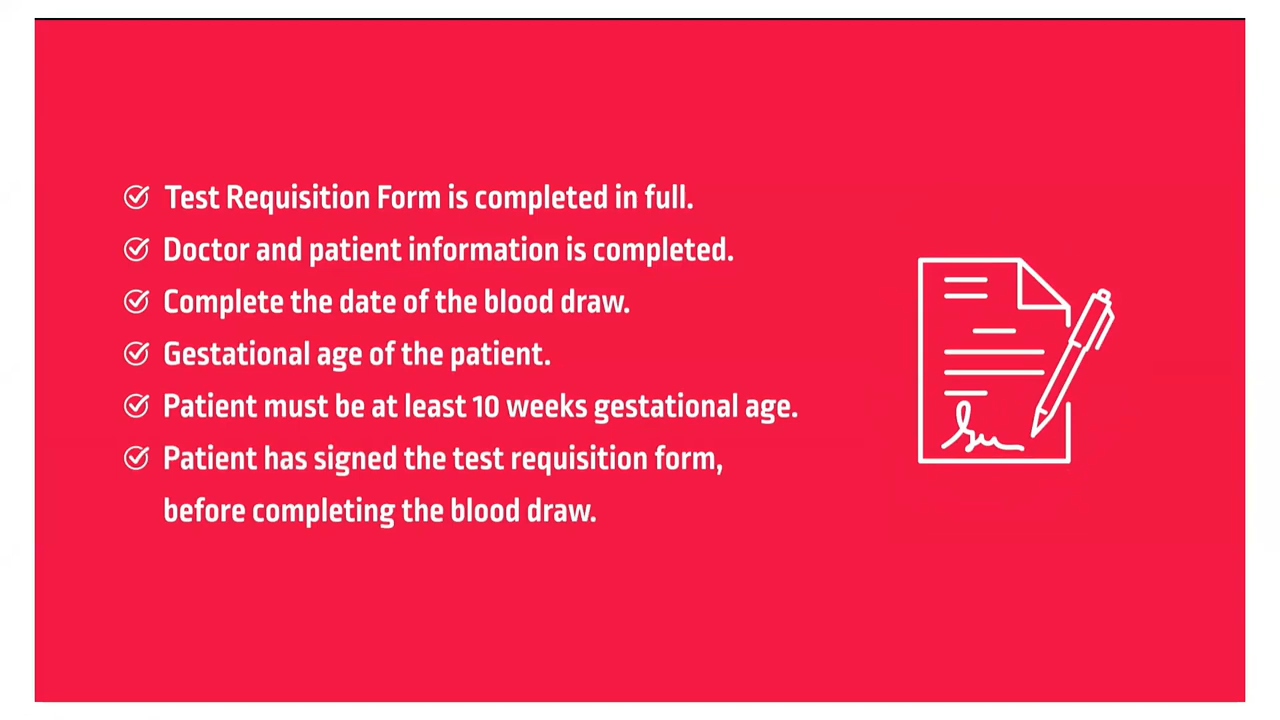 Test Requisition Form is completed in full.
Doctor and patient information is completed.
Complete the date of the blood draw.
Gestational age of the patient.
Patient must be at least 10 weeks gestational age.
Patient has signed the test requisition form,
before completing the blood draw.